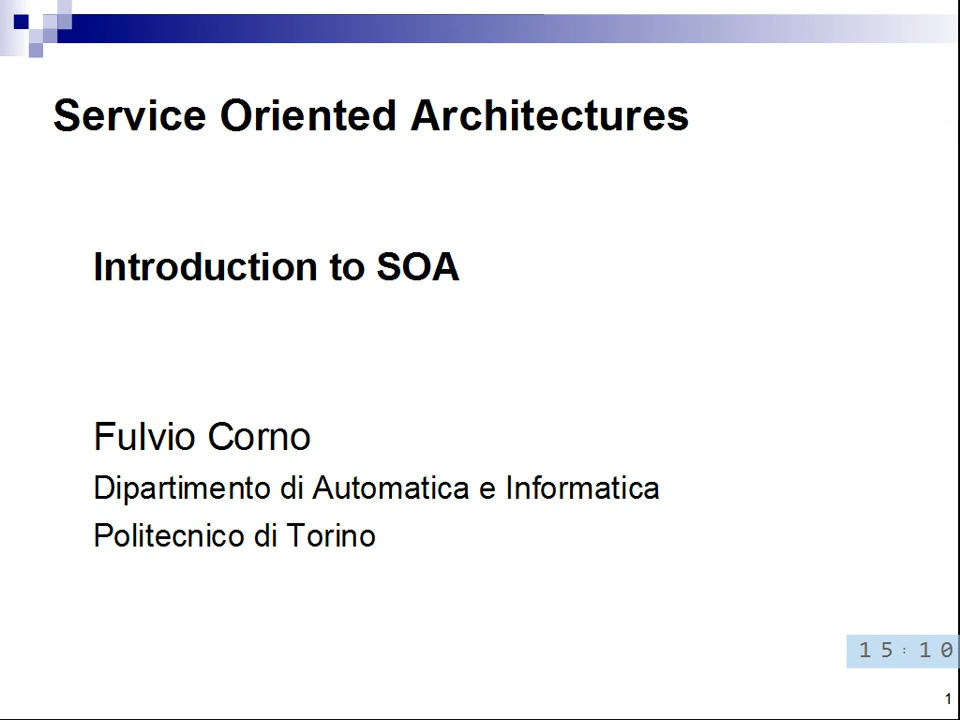 Service Oriented Architectures
Introduction to SOA
Fulvio Corno
Dipartimento di Automatica e Informatica
Politecnico di Torino
15:10
1